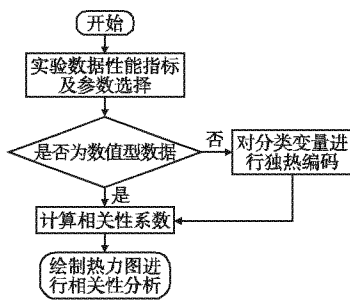 开始
实验数据性能指标
及参数选择
是否为数值型数据
否
对分类变量进
行独热编码
是
计算相关性系数
绘制热力图进
行相关性分析